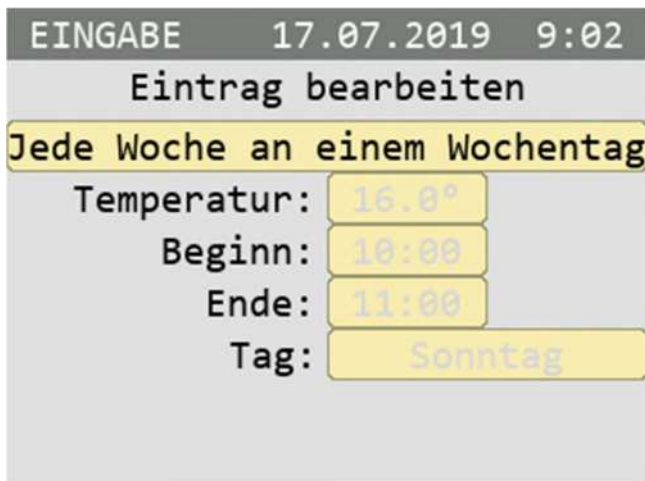 EINGABE 17.07.2019 9:02
Eintrag bearbeiten
Jede Woche an einem Wochentag
Temperatur: 16.0°
Beginn: 10:00
Ende: 11:00
Tag: Sonntag